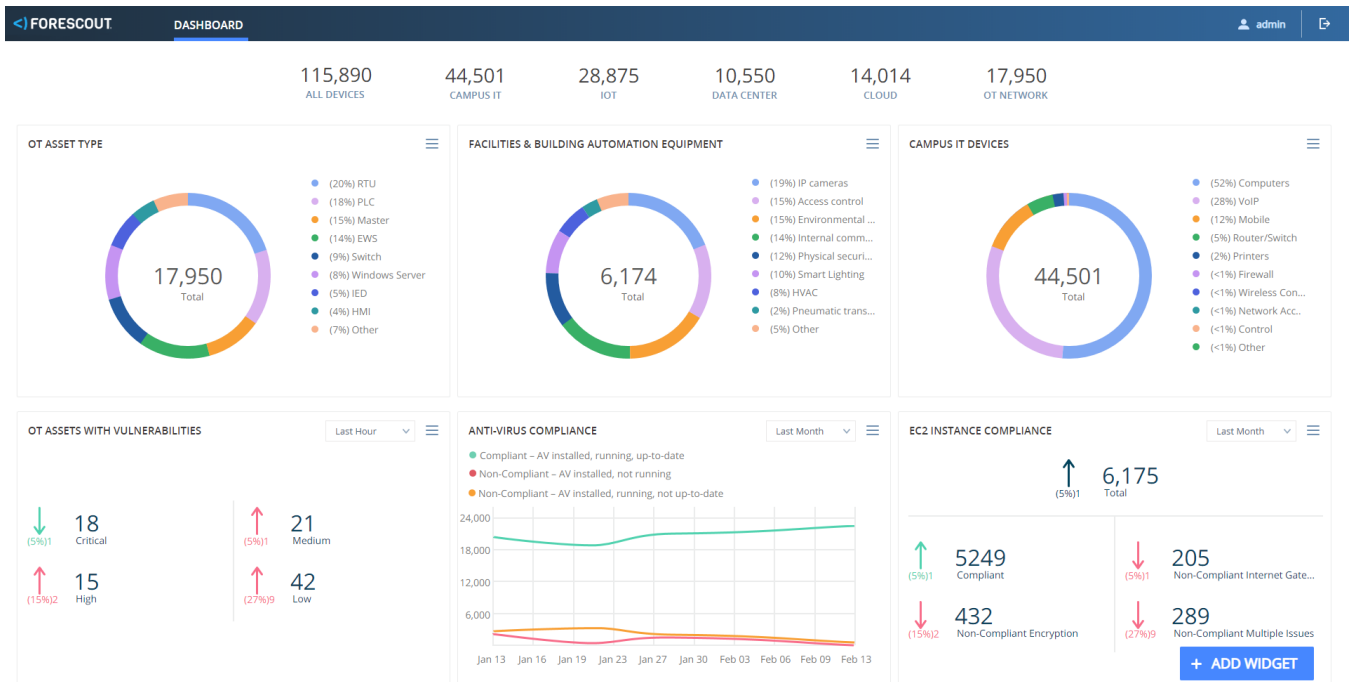 <) FORESCOUT.
DASHBOARD
admin
115,890
ALL DEVICES
44,501
CAMPUS IT
28,875
IOT
10,550
DATA CENTER
14,014
CLOUD
17,950
OT NETWORK
OT ASSET TYPE
17,950
Total
(20%) RTU
(18%) PLC
(15%) Master
(14%) EWS
(9%) Switch
(8%) Windows Server
(5%) IED
(4%) HMI
(7%) Other
FACILITIES & BUILDING AUTOMATION EQUIPMENT
6,174
Total
(19%) IP cameras
(15%) Access control
(15%) Environmental ...
(14%) Internal comm...
(12%) Physical securi...
(10%) Smart Lighting
(8%) HVAC
(2%) Pneumatic trans...
(5%) Other
CAMPUS IT DEVICES
44,501
Total
(52%) Computers
(28%) VoIP
(12%) Mobile
(5%) Router/Switch
(2%) Printers
(<1%) Firewall
(<1%) Wireless Con...
(<1%) Network Acc..
(<1%) Control
(<1%) Other
OT ASSETS WITH VULNERABILITIES
Last Hour
(5%)1
18
Critical
(5%)1
21
Medium
(15%)2
15
High
(27%)9
42
Low
ANTI-VIRUS COMPLIANCE
Last Month
Compliant – AV installed, running, up-to-date
Non-Compliant – AV installed, not running
Non-Compliant – AV installed, running, not up-to-date
24,000
18,000
12,000
6,000
Jan 13 Jan 16 Jan 19 Jan 23 Jan 27 Jan 30 Feb 03 Feb 06 Feb 09 Feb 13
EC2 INSTANCE COMPLIANCE
Last Month
(5%)1
6,175
Total
(5%)1
5249
Compliant
(5%)1
205
Non-Compliant Internet Gate...
(15%)2
432
Non-Compliant Encryption
(27%)9
289
Non-Compliant Multiple Issues
+ ADD WIDGET